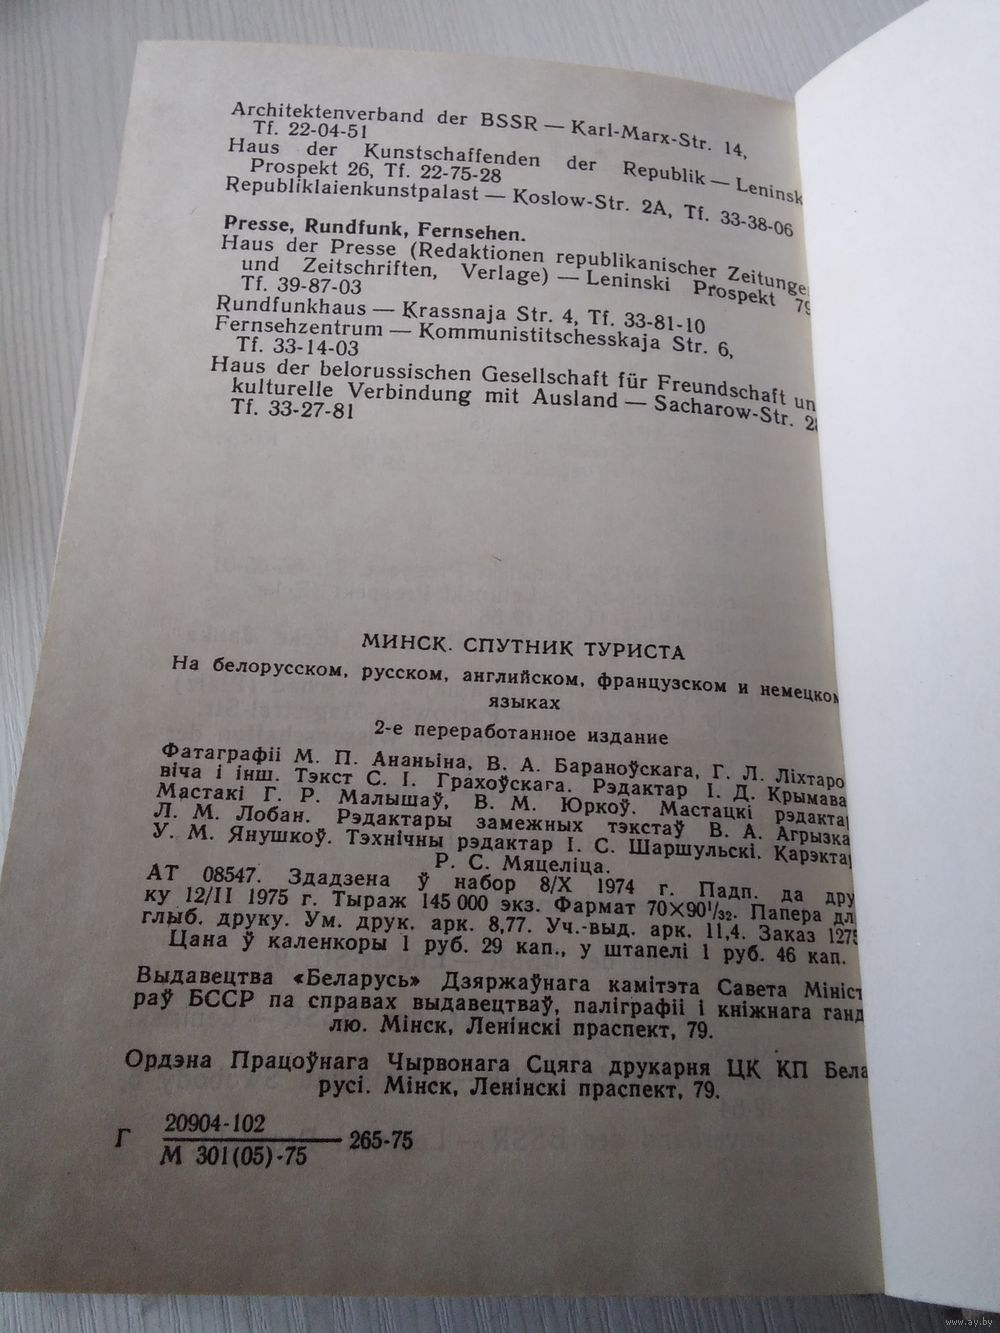 Architektenverband der BSSR — Karl-Marx-Str. 14,
Tf. 22-04-51
Haus der Kunstschaffenden der Republik — Leninsk
Prospekt 26, Tf. 22-75-28
Republiklaienkunstpalast — Koslow-Str. 2A, Tf. 33-38-06
Presse, Rundfunk, Fernsehen.
Haus der Presse (Redaktionen republikanischer Zeitunge
und Zeitschriften, Verlage) — Leninski Prospekt 79
Tf. 39-87-03
Rundfunkhaus — Krassnaja Str. 4, Tf. 33-81-10
Fernsehzentrum — Kommunistitschesskaja Str. 6,
Tf. 33-14-03
Haus der belorussischen Gesellschaft für Freundschaft un
kulturelle Verbindung mit Ausland — Sacharow-Str. 28
Tf. 33-27-81
МИНСК. СПУТНИК ТУРИСТА
На белорусском, русском, английском, французском и немецком
языках
2-е переработанное издание
Фатаграфіі М. П. Ананьіна, В. А. Бараноўскага, Г. Л. Ліхтаро
віча і інш. Тэкст С. І. Грахоўскага. Рэдактар І. Д. Крымава
Мастакі Г. Р. Малышаў, В. М. Юркоў. Мастацкі рэдактар
Л. М. Лобан. Рэдактары замежных тэкстаў В. А. Агрызка
У. М. Янушкоў. Тэхнічны рэдактар І. С. Шаршульскі. Карэктар
Р. С. Мяцеліца.
АТ 08547. Здадзена ў набор 8/X 1974 г. Падп. да дру
ку 12/II 1975 г. Тыраж 145 000 экз. Фармат 70×90¹/₃₂. Папера дл
глыб. друку. Ум. друк. арк. 8,77. Уч.-выд. арк. 11,4. Заказ 1275
Цана ў каленкоры 1 руб. 29 кап., у штапелі 1 руб. 46 кап.
Выдавецтва «Беларусь» Дзяржаўнага камітэта Савета Мініст
раў БССР па справах выдавецтваў, паліграфіі і кніжнага ганд
лю. Мінск, Ленінскі праспект, 79.
Ордэна Працоўнага Чырвонага Сцяга друкарня ЦК КП Бела
русі. Мінск, Ленінскі праспект, 79.
Г 20904-102
М 301(05)-75 265-75
www.ay.by